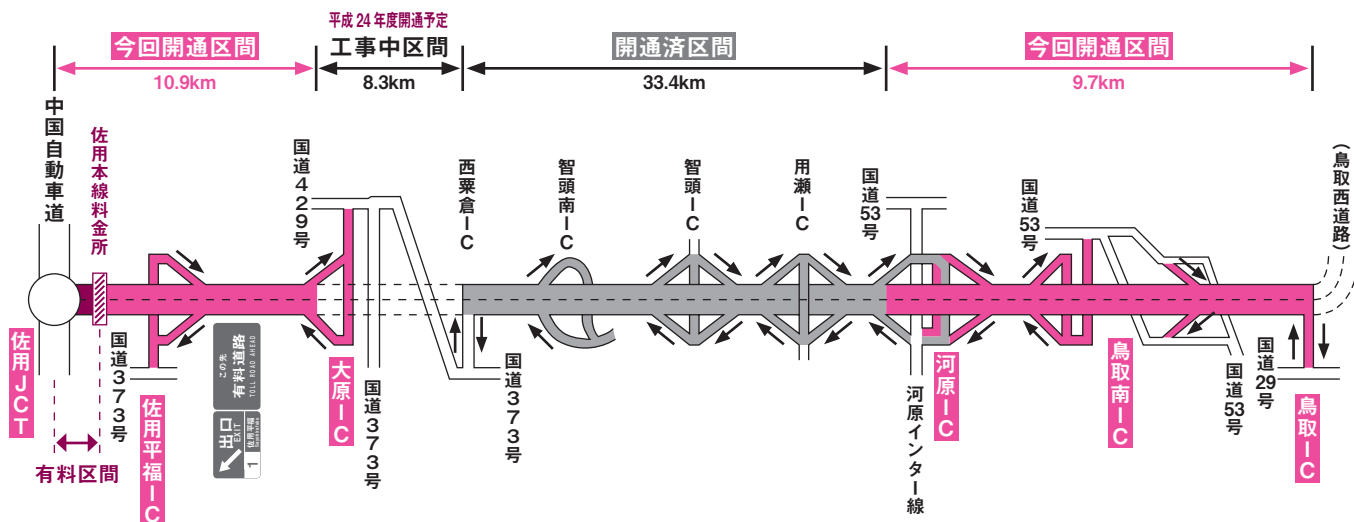 平成24年度開通予定
今回開通区間
工事中区間
開通済区間
今回開通区間
10.9km
8.3km
33.4km
9.7km
中国自動車道
佐用本線料金所
国道429号
西粟倉IC
智頭南IC
智頭IC
用瀬IC
国道53号
国道53号
(鳥取西道路)
佐用JCT
国道373号
佐用平福IC
この先
有料道路
TOLL ROAD AHEAD
出口
EXIT
佐用平福
1
大原IC
国道373号
国道373号
河原インター線
河原IC
鳥取南IC
国道53号
国道29号
鳥取IC
有料区間